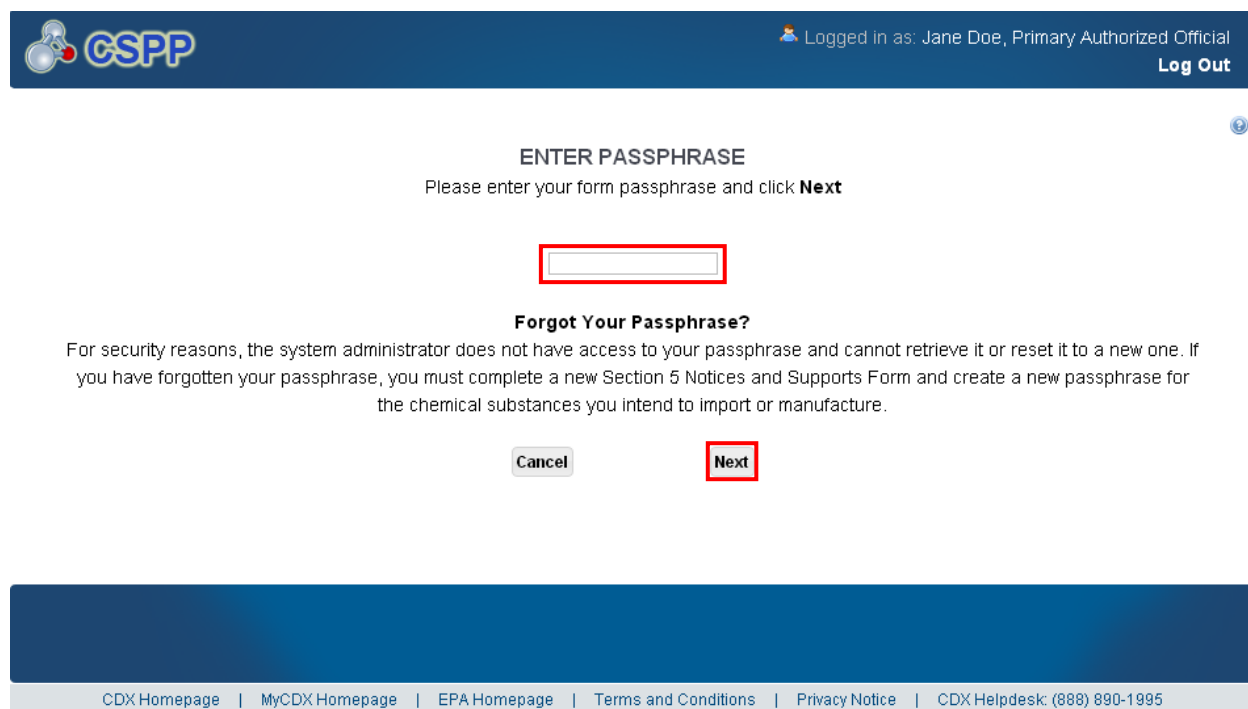 CSPP
Logged in as: Jane Doe, Primary Authorized Official
Log Out
ENTER PASSPHRASE
Please enter your form passphrase and click Next
Forgot Your Passphrase?
For security reasons, the system administrator does not have access to your passphrase and cannot retrieve it or reset it to a new one. If
you have forgotten your passphrase, you must complete a new Section 5 Notices and Supports Form and create a new passphrase for
the chemical substances you intend to import or manufacture.
Cancel Next
CDX Homepage | MyCDX Homepage | EPA Homepage | Terms and Conditions | Privacy Notice | CDX Helpdesk: (888) 890-1995